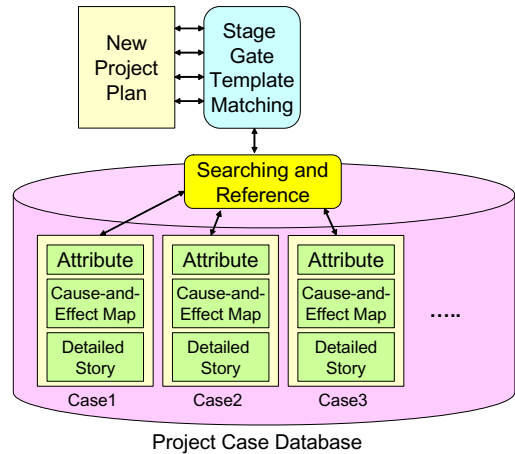 New
Project
Plan
Stage
Gate
Template
Matching
Searching and
Reference
Attribute
Cause-and-
Effect Map
Detailed
Story
Case1
Attribute
Cause-and-
Effect Map
Detailed
Story
Case2
Attribute
Cause-and-
Effect Map
Detailed
Story
Case3
.....
Project Case Database